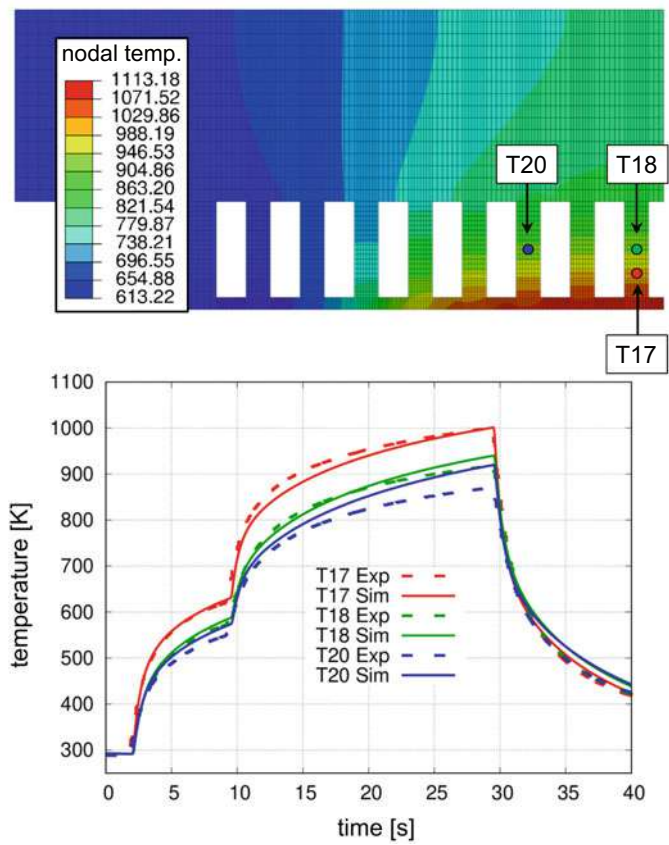 nodal temp.
1113.18
1071.52
1029.86
988.19
946.53
904.86
863.20
821.54
779.87
738.21
696.55
654.88
613.22
T20
T18
T17
1100
1000
900
800
700
600
500
400
300
temperature [K]
T17 Exp
T17 Sim
T18 Exp
T18 Sim
T20 Exp
T20 Sim
0 5 10 15 20 25 30 35 40
time [s]